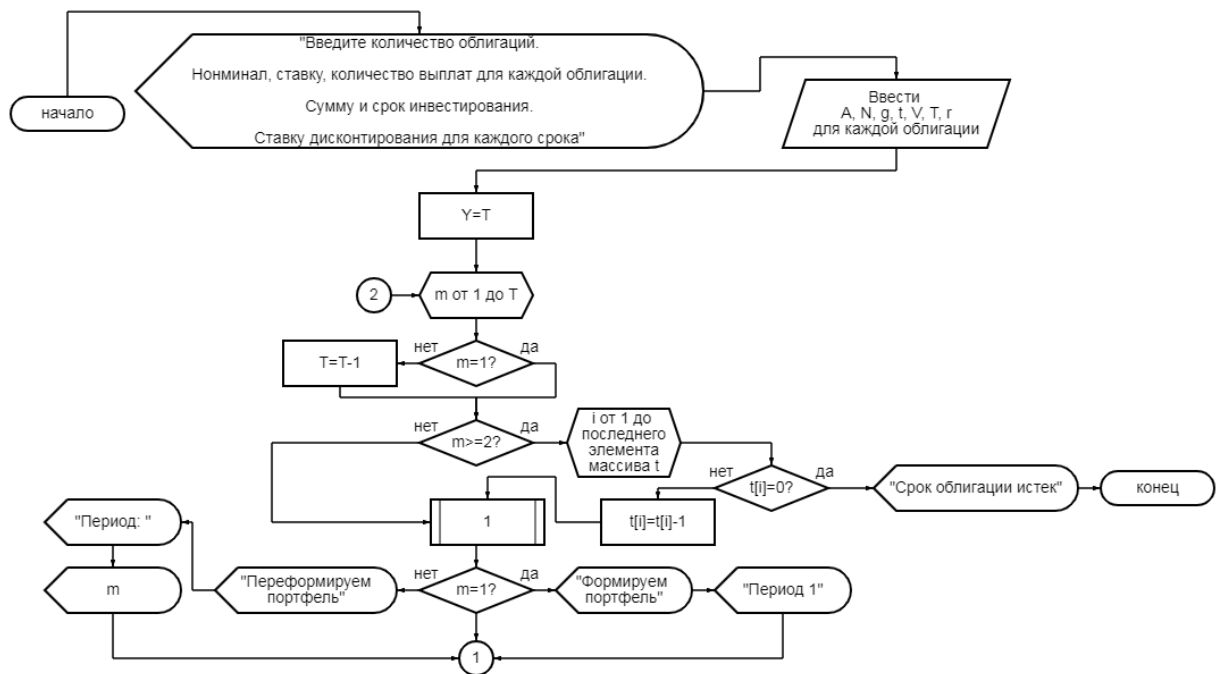 начало
"Введите количество облигаций.
Нонминал, ставку, количество выплат для каждой облигации.
Сумму и срок инвестирования.
Ставку дисконтирования для каждого срока"
Ввести
A, N, g, t, V, T, r
для каждой облигации
Y=T
2
m от 1 до T
нет
m=1?
да
T=T-1
нет
m>=2?
да
i от 1 до
последнего
элемента
массива t
нет
t[i]=0?
да
"Срок облигации истек"
конец
t[i]=t[i]-1
1
"Период: "
m
"Переформируем
портфель"
нет
m=1?
да
"Формируем
портфель"
"Период 1"
1